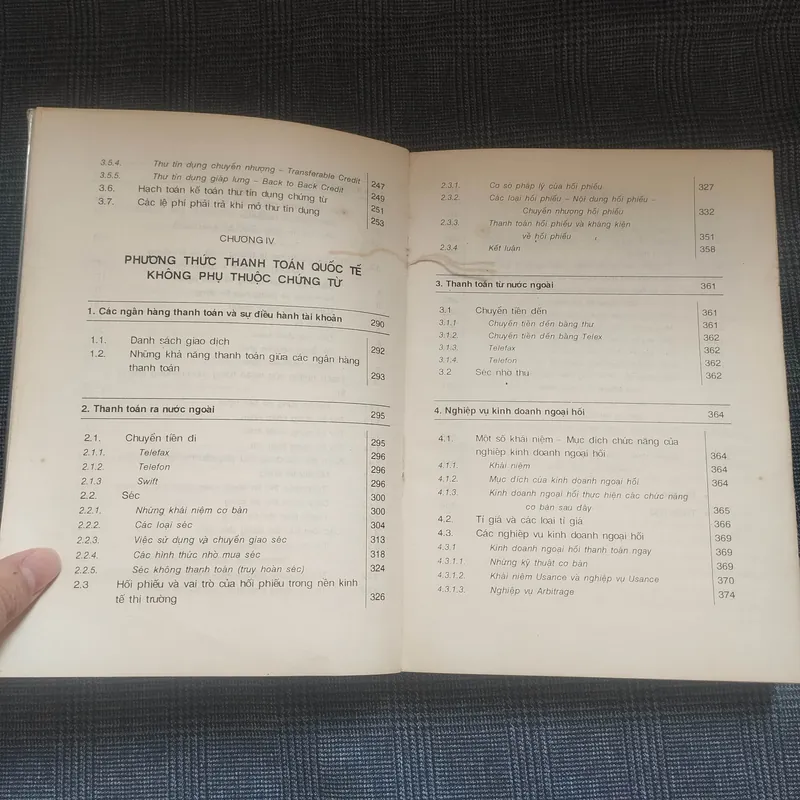 3.5.4. Thư tín dụng chuyển nhượng – Transferable Credit 247
3.5.5. Thư tín dụng giáp lưng – Back to Back Credit 249
3.6. Hạch toán kế toán thư tín dụng chứng từ 251
3.7. Các lệ phí phải trả khi mở thư tín dụng 253
CHƯƠNG IV
PHƯƠNG THỨC THANH TOÁN QUỐC TẾ
KHÔNG PHỤ THUỘC CHỨNG TỪ
1. Các ngân hàng thanh toán và sự điều hành tài khoản 290
1.1. Danh sách giao dịch 292
1.2. Những khả năng thanh toán giữa các ngân hàng
thanh toán 293
2. Thanh toán ra nước ngoài 295
2.1. Chuyển tiền đi 295
2.1.1. Telefax 296
2.1.2. Telefon 296
2.1.3 Swift 296
2.2. Séc 300
2.2.1. Những khái niệm cơ bản 300
2.2.2. Các loại séc 304
2.2.3. Việc sử dụng và chuyển giao séc 313
2.2.4. Các hình thức nhờ mua séc 318
2.2.5. Séc không thanh toán (truy hoàn séc) 324
2.3 Hối phiếu và vai trò của hối phiếu trong nền kinh
tế thị trường 326
2.3.1. Cơ sở pháp lý của hối phiếu 327
2.3.2. Các loại hối phiếu – Nội dung hối phiếu –
Chuyển nhượng hối phiếu 332
2.3.3. Thanh toán hối phiếu và kháng kiện
về hối phiếu 351
2.3.4 Kết luận 358
3. Thanh toán từ nước ngoài 361
3.1 Chuyển tiền đến 361
3.1.1 Chuyển tiền đến bằng thư 361
3.1.2. Chuyển tiền đến bằng Telex 362
3.1.3. Telefax 362
3.1.4. Telefon 362
3.2 Séc nhờ thu 362
4. Nghiệp vụ kinh doanh ngoại hối 364
4.1. Một số khái niệm – Mục đích chức năng của
nghiệp kinh doanh ngoại hối. 364
4.1.1. Khái niệm 364
4.1.2. Mục đích của kinh doanh ngoại hối 364
4.1.3. Kinh doanh ngoại hối thực hiện các chức năng
cơ bản sau đây 365
4.2. Tỉ giá và các loại tỉ giá 366
4.3. Các nghiệp vụ kinh doanh ngoại hối 369
4.3.1 Kinh doanh ngoại hối thanh toán ngay 369
4.3.1.1. Những kỹ thuật cơ bản 369
4.3.1.2. Khái niệm Usance và nghiệp vụ Usance 370
4.3.1.3. Nghiệp vụ Arbitrage 374